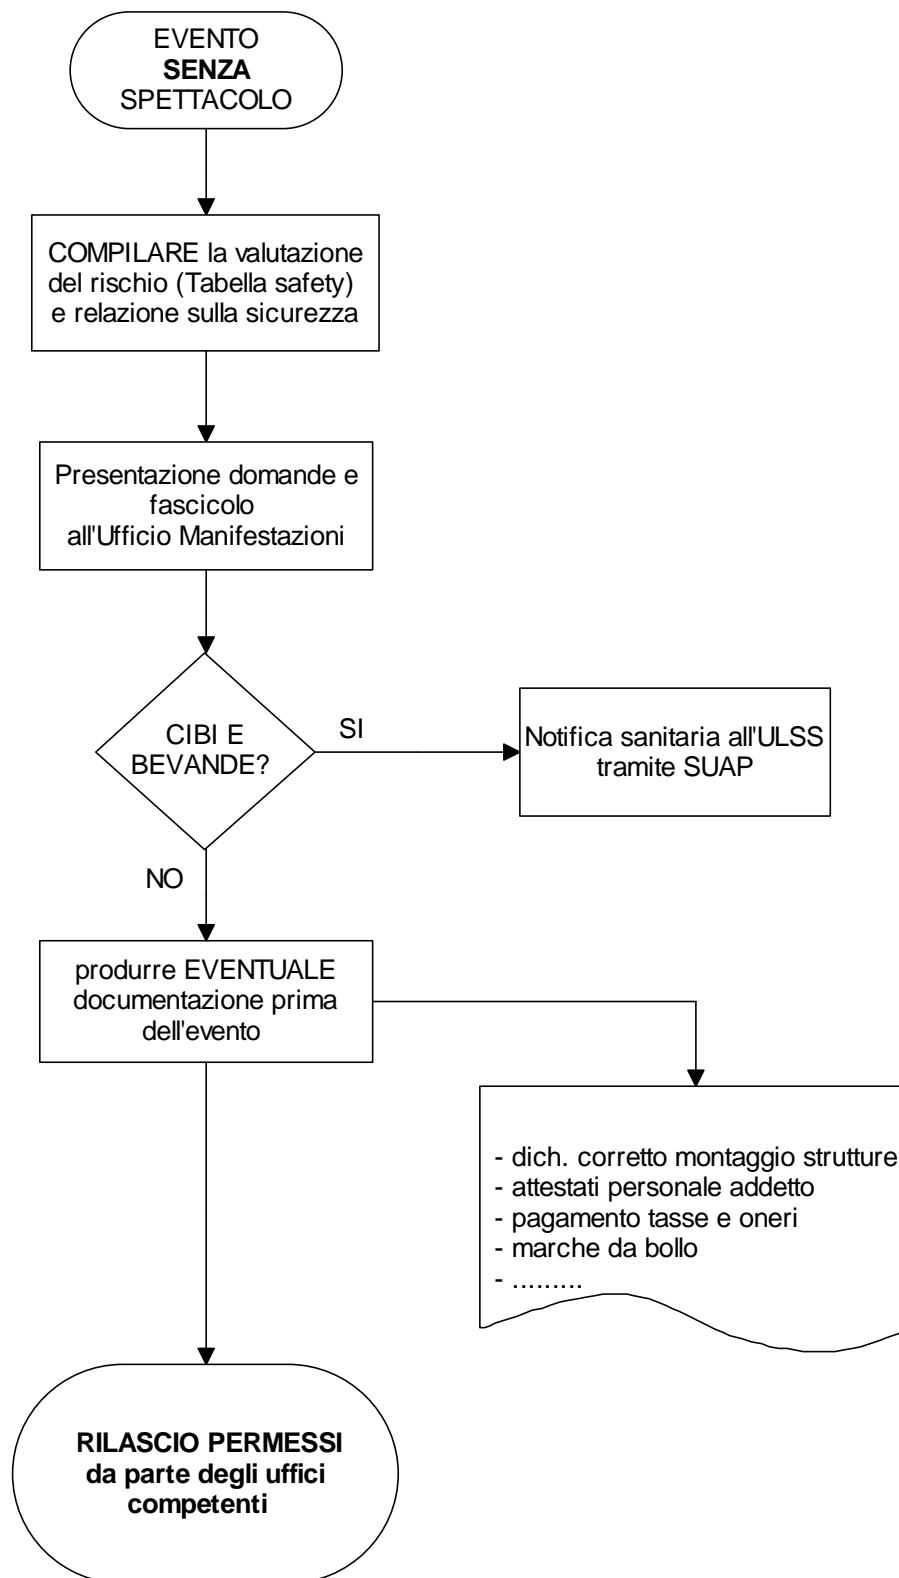 EVENTO
SENZA
SPETTACOLO
COMPILARE la valutazione
del rischio (Tabella safety)
e relazione sulla sicurezza
Presentazione domande e
fascicolo
all'Ufficio Manifestazioni
CIBI E
BEVANDE?
SI
Notifica sanitaria all'ULSS
tramite SUAP
NO
produrre EVENTUALE
documentazione prima
dell'evento
- dich. corretto montaggio strutture
- attestati personale addetto
- pagamento tasse e oneri
- marche da bollo
- .........
RILASCIO PERMESSI
da parte degli uffici
competenti